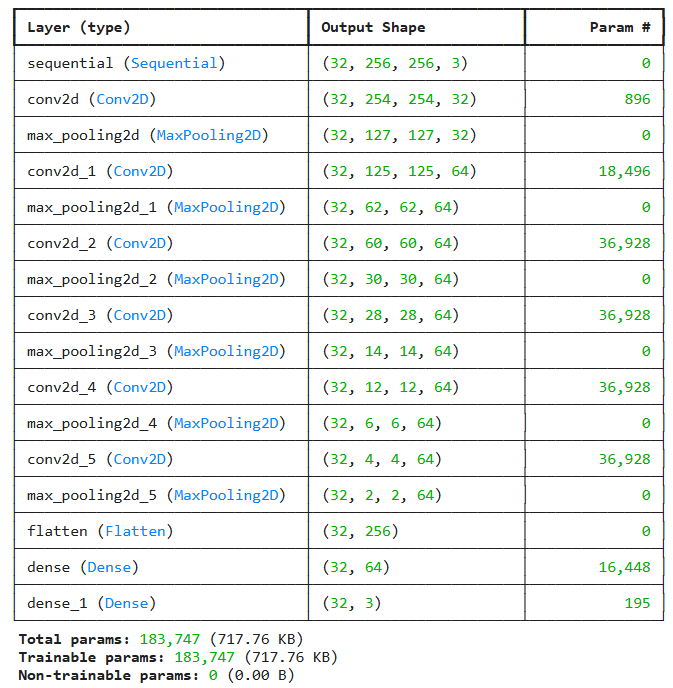 Layer (type) Output Shape Param #
sequential (Sequential) (32, 256, 256, 3) 0
conv2d (Conv2D) (32, 254, 254, 32) 896
max_pooling2d (MaxPooling2D) (32, 127, 127, 32) 0
conv2d_1 (Conv2D) (32, 125, 125, 64) 18,496
max_pooling2d_1 (MaxPooling2D) (32, 62, 62, 64) 0
conv2d_2 (Conv2D) (32, 60, 60, 64) 36,928
max_pooling2d_2 (MaxPooling2D) (32, 30, 30, 64) 0
conv2d_3 (Conv2D) (32, 28, 28, 64) 36,928
max_pooling2d_3 (MaxPooling2D) (32, 14, 14, 64) 0
conv2d_4 (Conv2D) (32, 12, 12, 64) 36,928
max_pooling2d_4 (MaxPooling2D) (32, 6, 6, 64) 0
conv2d_5 (Conv2D) (32, 4, 4, 64) 36,928
max_pooling2d_5 (MaxPooling2D) (32, 2, 2, 64) 0
flatten (Flatten) (32, 256) 0
dense (Dense) (32, 64) 16,448
dense_1 (Dense) (32, 3) 195
Total params: 183,747 (717.76 KB)
Trainable params: 183,747 (717.76 KB)
Non-trainable params: 0 (0.00 B)